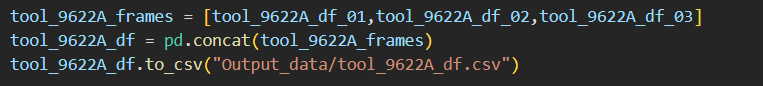 tool_9622A_frames = [tool_9622A_df_01,tool_9622A_df_02,tool_9622A_df_03]
tool_9622A_df = pd.concat(tool_9622A_frames)
tool_9622A_df.to_csv("Output_data/tool_9622A_df.csv")